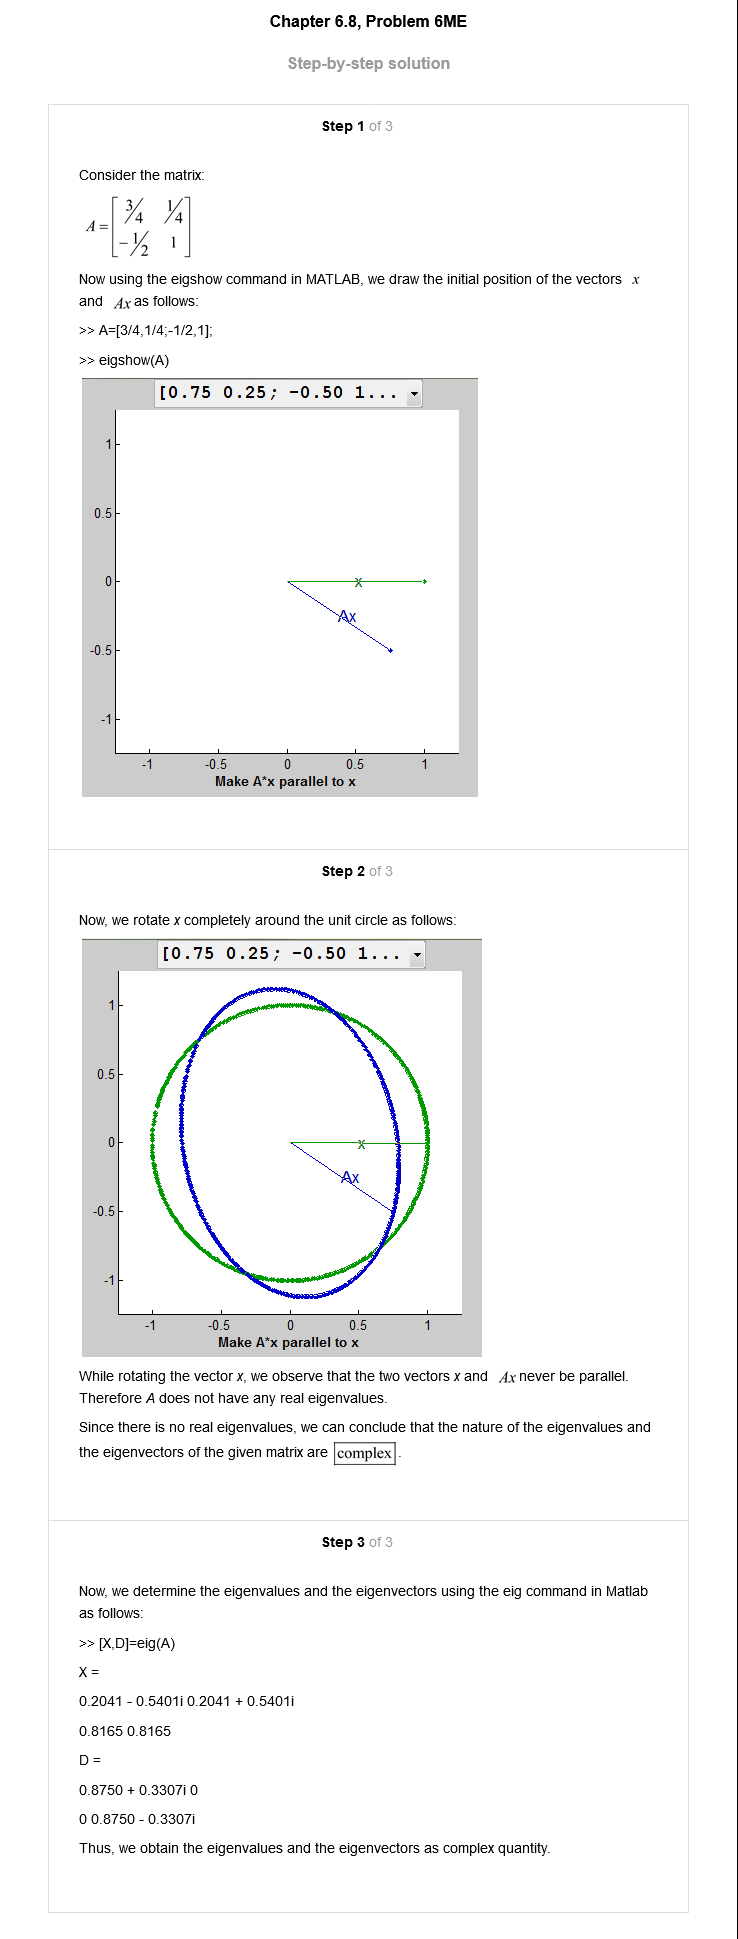 Chapter 6.8, Problem 6ME
Step-by-step solution
Step 1 of 3
Consider the matrix:
A = [ 3/4 1/4
-1/2 1 ]
Now using the eigshow command in MATLAB, we draw the initial position of the vectors x
and Ax as follows:
>> A=[3/4,1/4;-1/2,1];
>> eigshow(A)
[0.75 0.25; -0.50 1...
1
0.5
0
-0.5
-1
x
Ax
-1 -0.5 0 0.5 1
Make A*x parallel to x
Step 2 of 3
Now, we rotate x completely around the unit circle as follows:
[0.75 0.25; -0.50 1...
1
0.5
0
-0.5
-1
x
Ax
-1 -0.5 0 0.5 1
Make A*x parallel to x
While rotating the vector x, we observe that the two vectors x and Ax never be parallel.
Therefore A does not have any real eigenvalues.
Since there is no real eigenvalues, we can conclude that the nature of the eigenvalues and
the eigenvectors of the given matrix are complex.
Step 3 of 3
Now, we determine the eigenvalues and the eigenvectors using the eig command in Matlab
as follows:
>> [X,D]=eig(A)
X =
0.2041 - 0.5401i 0.2041 + 0.5401i
0.8165 0.8165
D =
0.8750 + 0.3307i 0
0 0.8750 - 0.3307i
Thus, we obtain the eigenvalues and the eigenvectors as complex quantity.